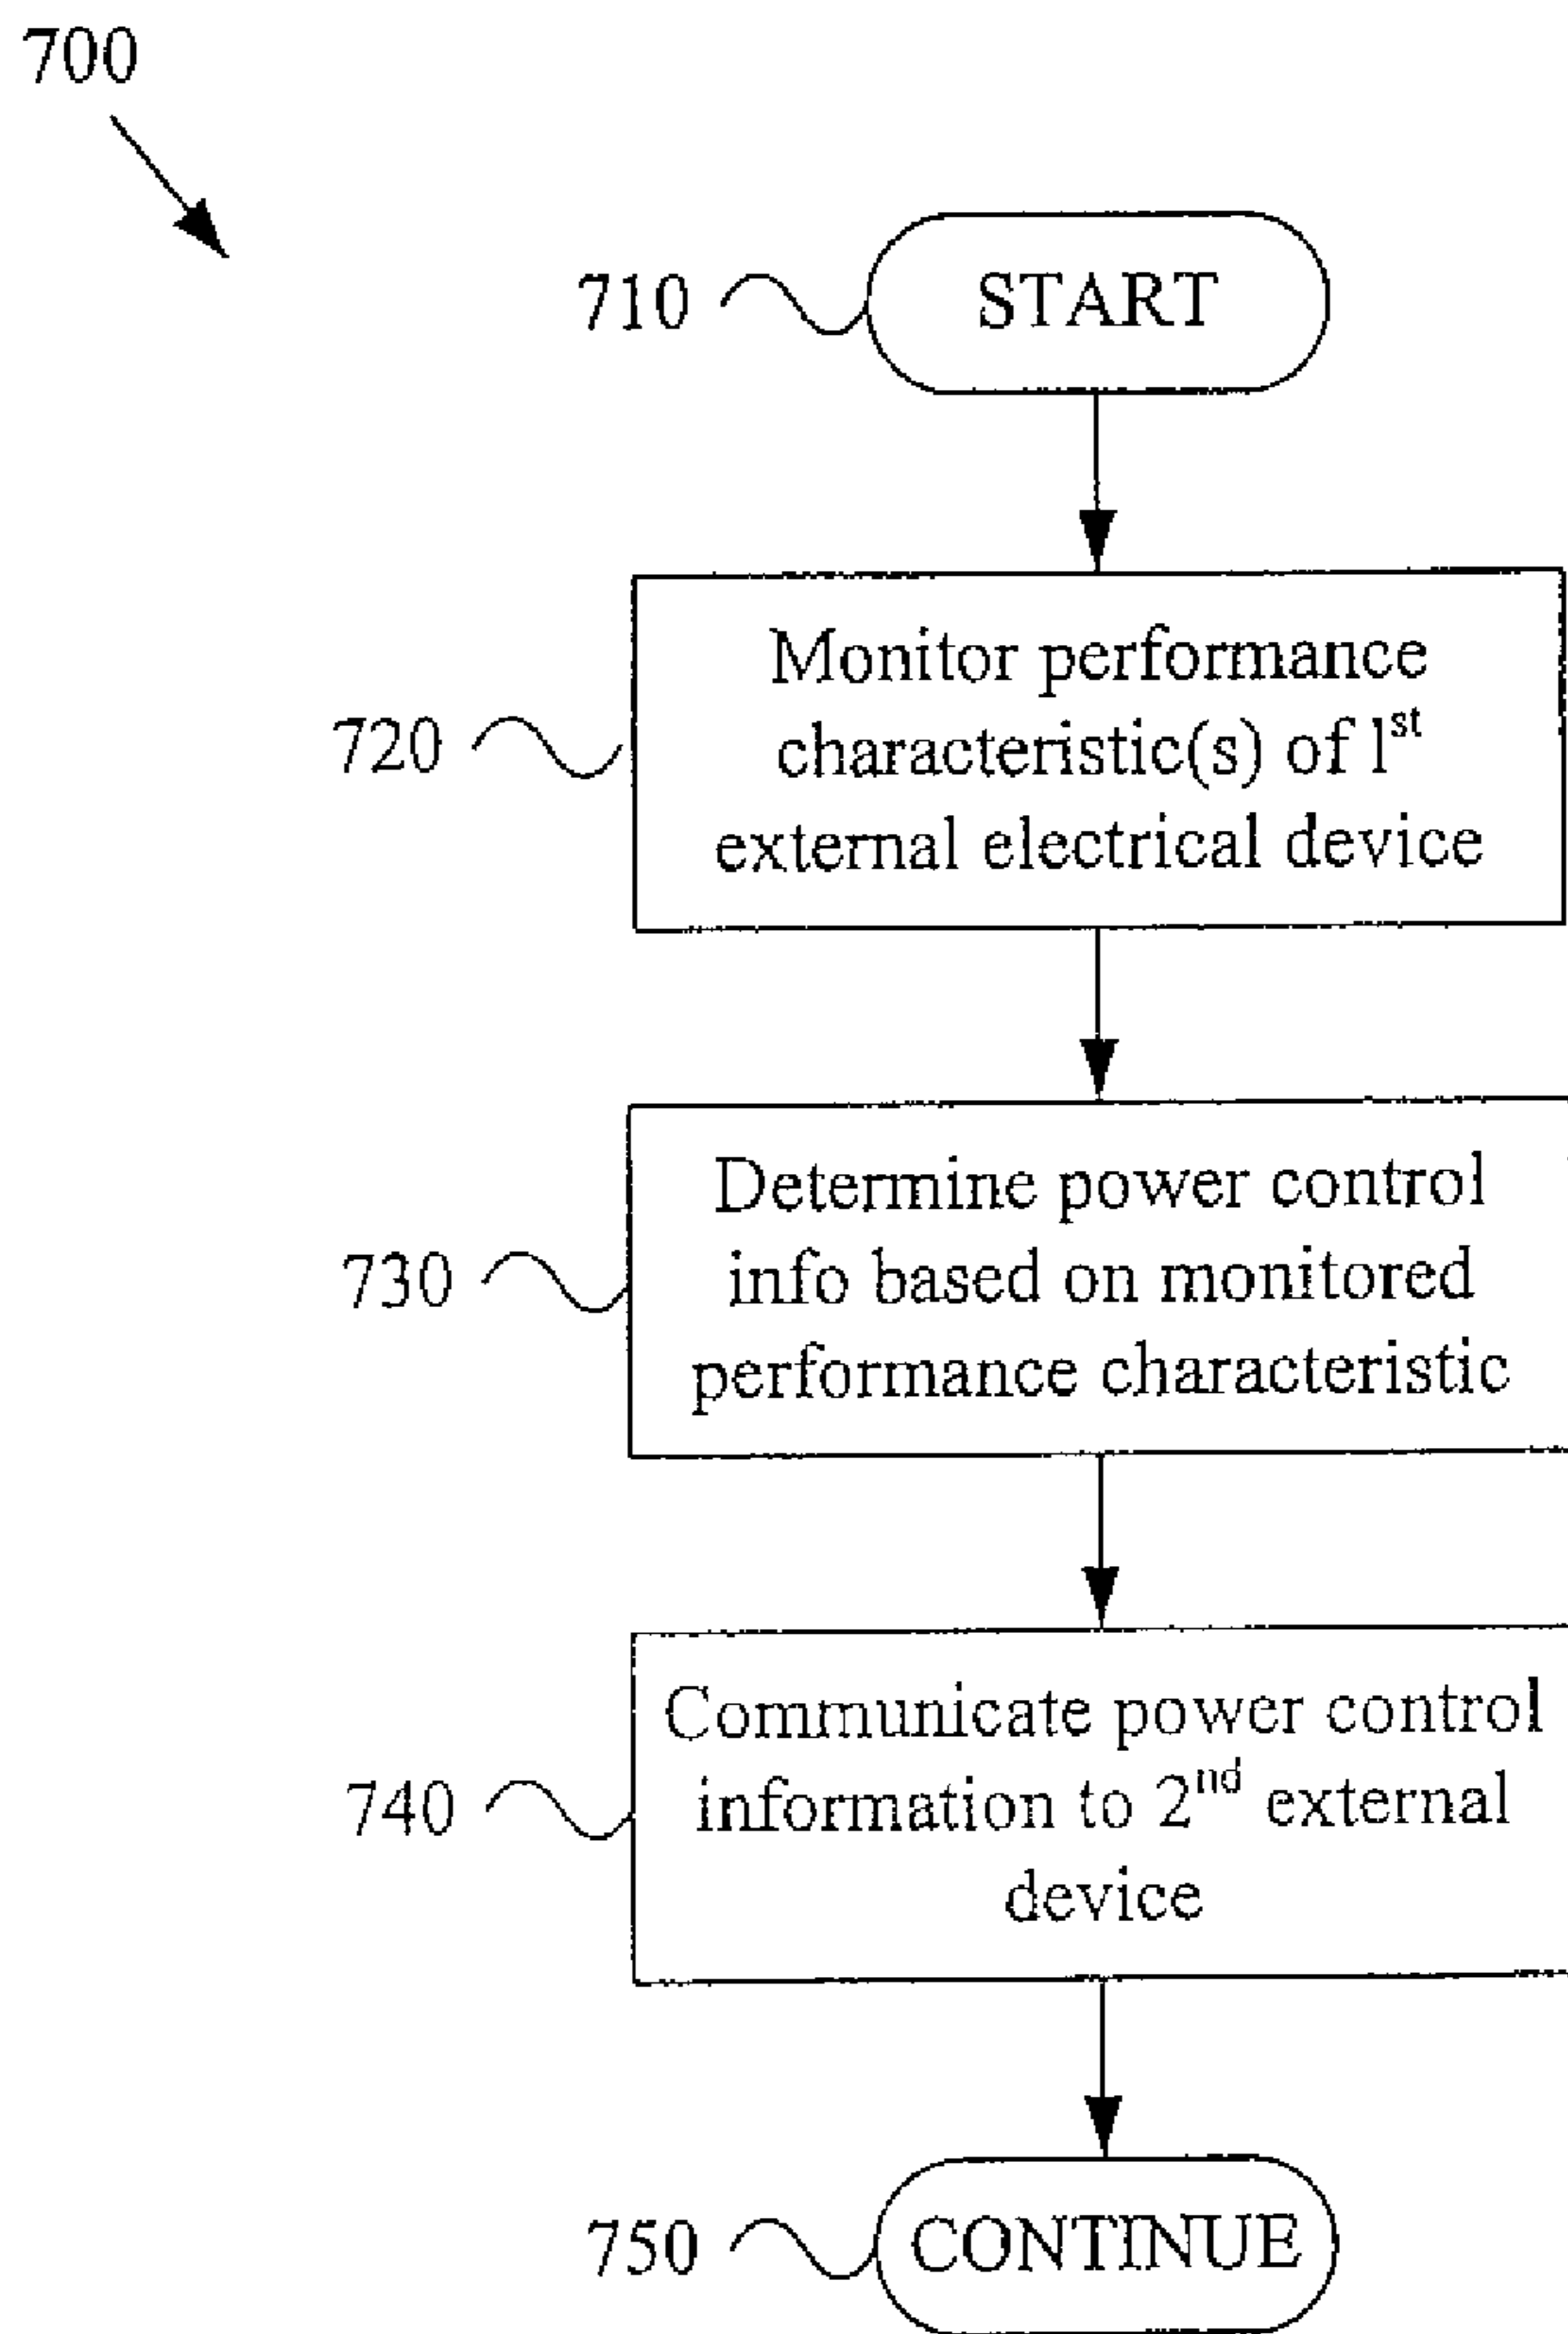 700
710 START
Monitor performance
720 characteristic(s) of 1st
external electrical device
Determine power control
730 info based on monitored
performance characteristic
Communicate power control
740 information to 2nd external
device
750 CONTINUE